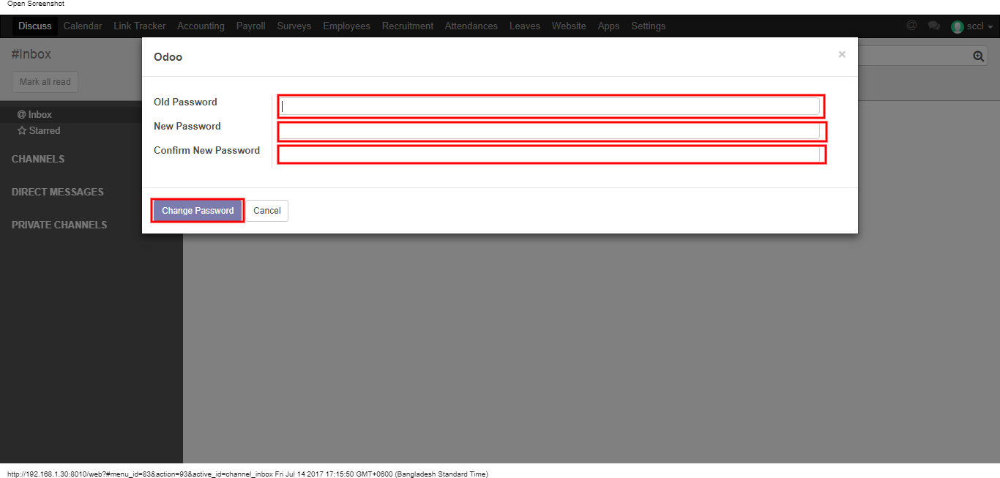 Open Screenshot
Discuss Calendar Link Tracker Accounting Payroll Surveys Employees Recruitment Attendances Leaves Website Apps Settings @ sccl
#Inbox
Odoo ×
Mark all read
Old Password
New Password
Confirm New Password
@ Inbox
Starred
CHANNELS
DIRECT MESSAGES
PRIVATE CHANNELS
Change Password Cancel
http://192.168.1.30:8010/web?#menu_id=83&action=93&active_id=channel_inbox Fri Jul 14 2017 17:15:50 GMT+0600 (Bangladesh Standard Time)